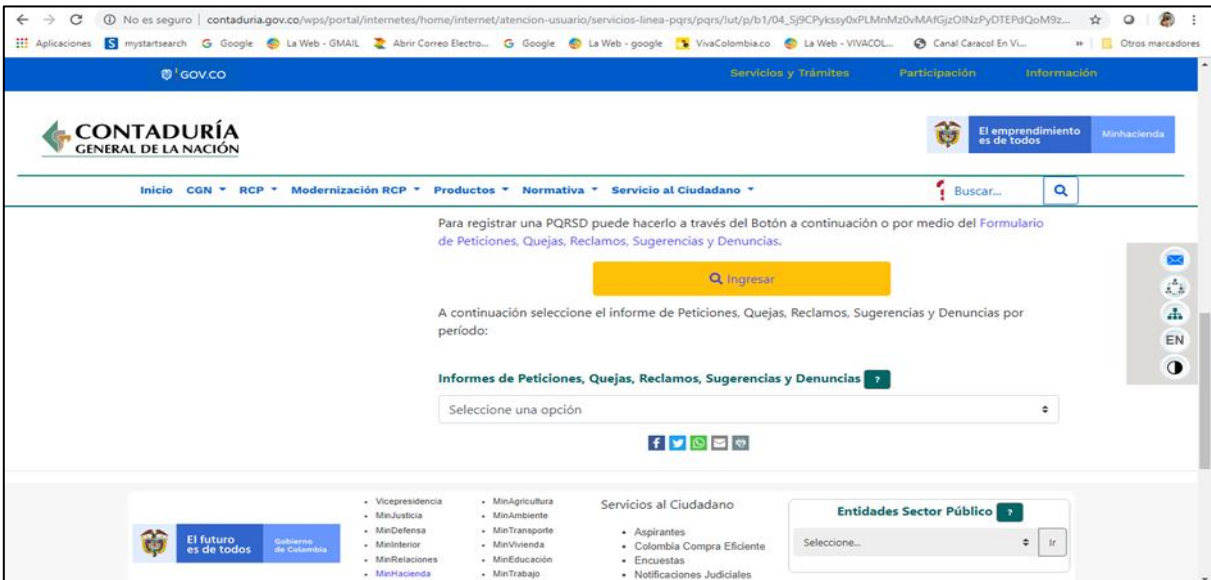 No es seguro | contaduria.gov.co/wps/portal/internetes/home/internet/atencion-usuario/servicios-linea-pqrs/pqrs/!ut/p/b1/04_Sj9CPykssy0xPLMnMz0vMAfGjzOINzPyDTEPdQoM9z...
Aplicaciones mystartsearch Google La Web - GMAIL Abrir Correo Electro... Google La Web - google VivaColombia.co La Web - VIVACOL... Canal Caracol En Vi... » Otros marcadores
GOV.CO Servicios y Trámites Participación Información
CONTADURÍA
GENERAL DE LA NACIÓN
El emprendimiento
es de todos
Minhacienda
Inicio CGN RCP Modernización RCP Productos Normativa Servicio al Ciudadano Buscar...
Para registrar una PQRSD puede hacerlo a través del Botón a continuación o por medio del Formulario
de Peticiones, Quejas, Reclamos, Sugerencias y Denuncias.
Ingresar
A continuación seleccione el informe de Peticiones, Quejas, Reclamos, Sugerencias y Denuncias por
período:
EN
Informes de Peticiones, Quejas, Reclamos, Sugerencias y Denuncias ?
Seleccione una opción
El futuro
es de todos
Gobierno
de Colombia
Vicepresidencia
MinJusticia
MinDefensa
MinInterior
MinRelaciones
MinHacienda
MinAgricultura
MinAmbiente
MinTransporte
MinVivienda
MinEducación
MinTrabajo
Servicios al Ciudadano
Aspirantes
Colombia Compra Eficiente
Encuestas
Notificaciones Judiciales
Entidades Sector Público ?
Seleccione... Ir